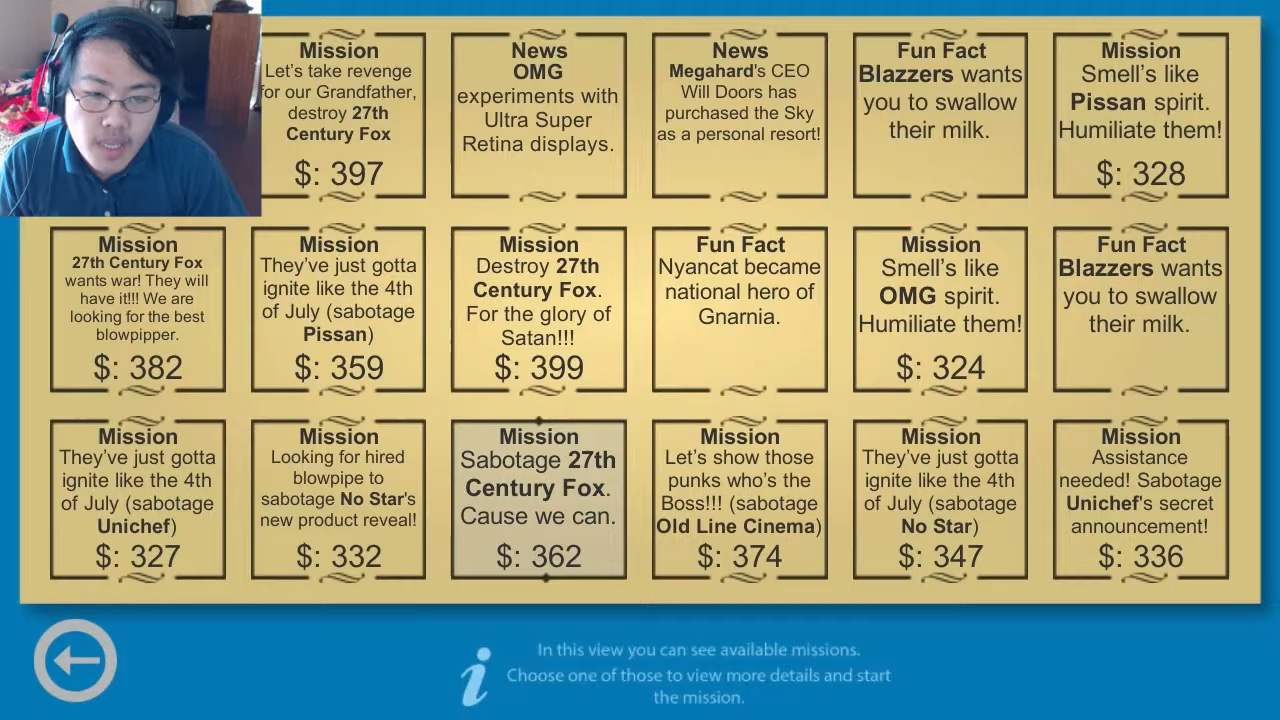 Mission
Let's take revenge
for our Grandfather,
destroy 27th
Century Fox
$: 397
News
OMG
experiments with
Ultra Super
Retina displays.
News
Megahard's CEO
Will Doors has
purchased the Sky
as a personal resort!
Fun Fact
Blazzers wants
you to swallow
their milk.
Mission
Smell's like
Pissan spirit.
Humiliate them!
$: 328
Mission
27th Century Fox
wants war! They will
have it!!! We are
looking for the best
blowpipper.
$: 382
Mission
They've just gotta
ignite like the 4th
of July (sabotage
Pissan)
$: 359
Mission
Destroy 27th
Century Fox.
For the glory of
Satan!!!
$: 399
Fun Fact
Nyancat became
national hero of
Gnarnia.
Mission
Smell's like
OMG spirit.
Humiliate them!
$: 324
Fun Fact
Blazzers wants
you to swallow
their milk.
Mission
They've just gotta
ignite like the 4th
of July (sabotage
Unichef)
$: 327
Mission
Looking for hired
blowpipe to
sabotage No Star's
new product reveal!
$: 332
Mission
Sabotage 27th
Century Fox.
Cause we can.
$: 362
Mission
Let's show those
punks who's the
Boss!!! (sabotage
Old Line Cinema)
$: 374
Mission
They've just gotta
ignite like the 4th
of July (sabotage
No Star)
$: 347
Mission
Assistance
needed! Sabotage
Unichef's secret
announcement!
$: 336
In this view you can see available missions.
Choose one of those to view more details and start
the mission.